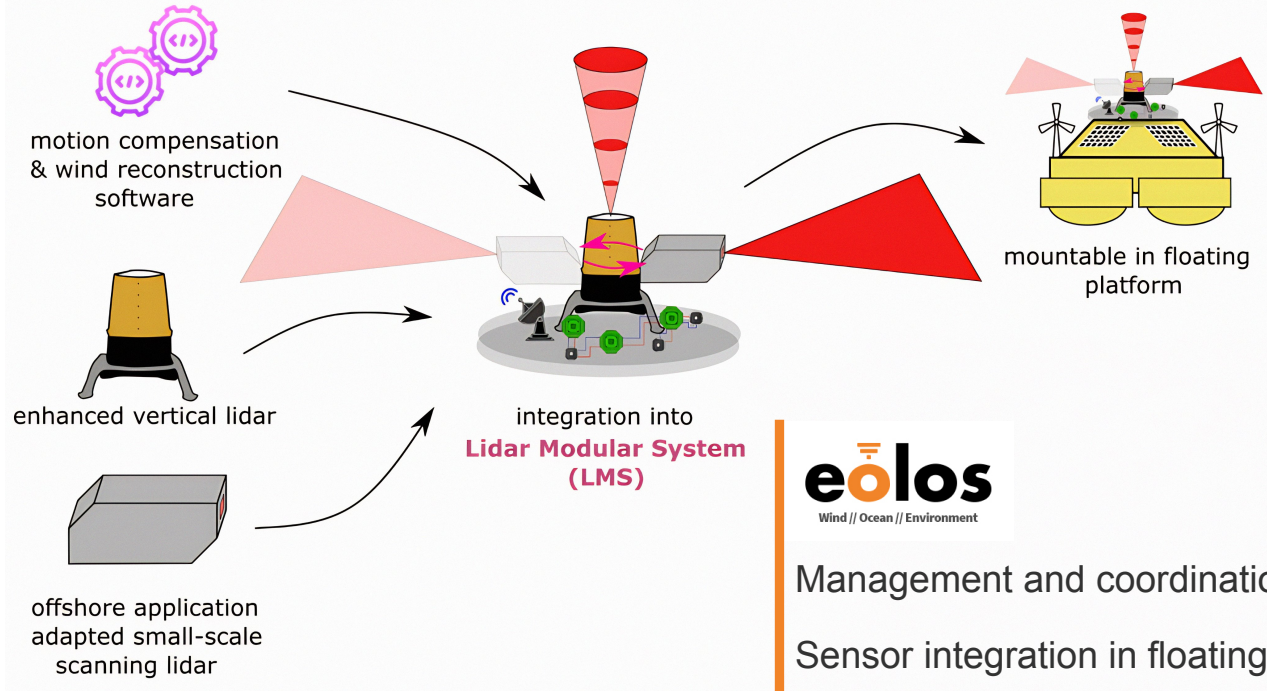 </>
</>
motion compensation
& wind reconstruction
software
enhanced vertical lidar
offshore application
adapted small-scale
scanning lidar
integration into
Lidar Modular System
(LMS)
mountable in floating
platform
eolos
Wind // Ocean // Environment
Management and
Sensor integration in floating